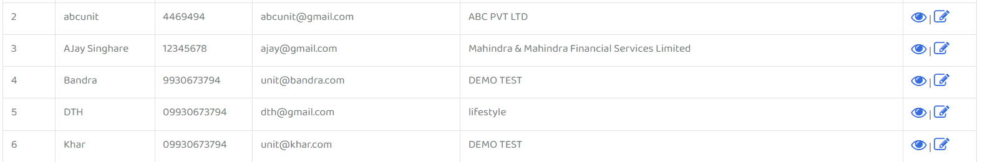 2 abcunit 4469494 abcunit@gmail.com ABC PVT LTD |
3 AJay Singhare 12345678 ajay@gmail.com Mahindra & Mahindra Financial Services Limited |
4 Bandra 9930673794 unit@bandra.com DEMO TEST |
5 DTH 09930673794 dth@gmail.com lifestyle |
6 Khar 09930673794 unit@khar.com DEMO TEST |